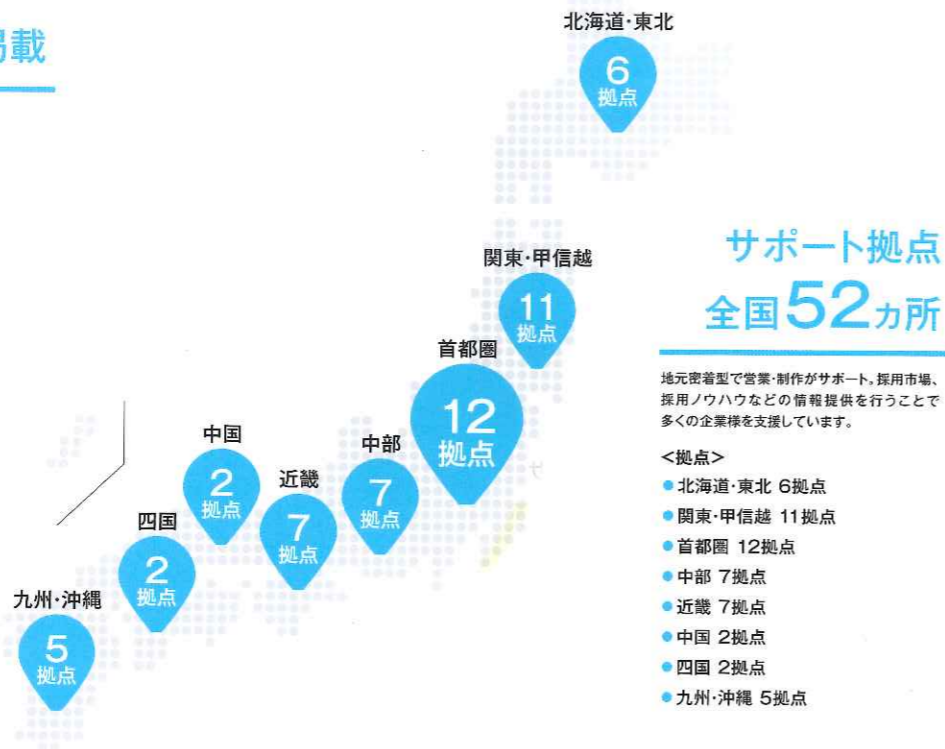 掲載
北海道・東北
6
拠点
関東・甲信越
11
拠点
首都圏
12
拠点
中部
7
拠点
近畿
7
拠点
中国
2
拠点
四国
2
拠点
九州・沖縄
5
拠点
サポート拠点
全国52カ所
地元密着型で営業・制作がサポート。採用市場、
採用ノウハウなどの情報提供を行うことで
多くの企業様を支援しています。
<拠点>
●北海道・東北 6拠点
●関東・甲信越 11拠点
●首都圏 12拠点
●中部 7拠点
●近畿 7拠点
●中国 2拠点
●四国 2拠点
●九州・沖縄 5拠点